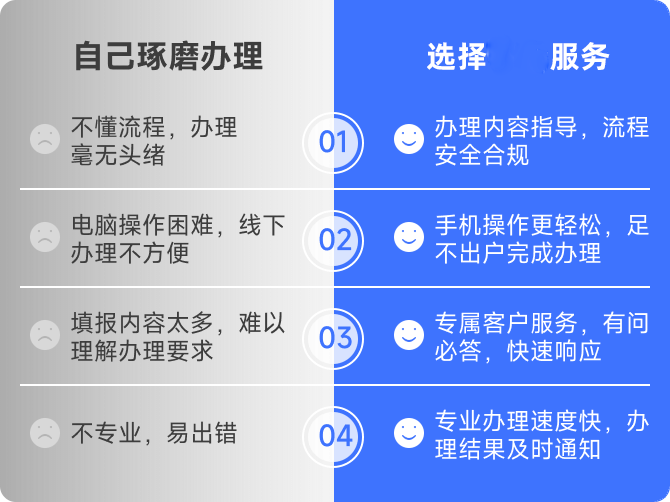 自己琢磨办理
选择 服务
不懂流程，办理
毫无头绪
01
办理内容指导，流程
安全合规
电脑操作困难，线下
办理不方便
02
手机操作更轻松，足
不出户完成办理
填报内容太多，难以
理解办理要求
03
专属客户服务，有问
必答，快速响应
不专业，易出错
04
专业办理速度快，办
理结果及时通知